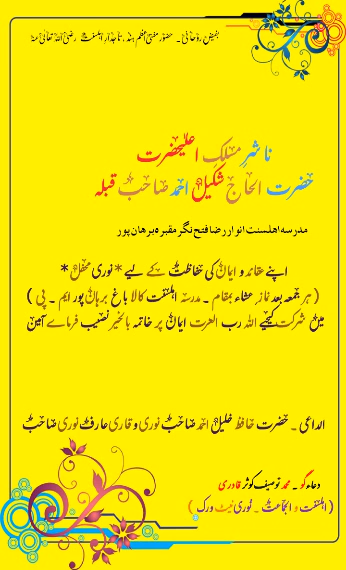 بفیض روحانی۔ حضور مفتی اعظم ہند، تاجدار اہلسنت رضی اللہ تعالیٰ عنہ
ناشرِ مسلکِ اعلیٰحضرت
حضرت الحاج شکیل احمد صاحب قبلہ
مدرسہ اہلسنت انوار رضا فتح نگر مقبرہ برھان پور
اپنے عقائد و ایمان کی حفاظت کے لیے * نوری محفل *
( ہر جمعہ بعد نماز عشاء بمقام ۔ مدرسہ اہلسنت کالا باغ برہان پور ایم ۔ پی )
میں شرکت کیجیے اللہ رب العزت ایمان پر خاتمہ بالخیر نصیب فرمائے آمین
الداعی ۔ حضرت حافظ خلیل احمد صاحب نوری و قاری عارف نوری صاحب
دعاءگو ۔ محمد توصیف کوثر قادری
( اہلسنت و الجماعت ۔ نوری نیٹ ورک )